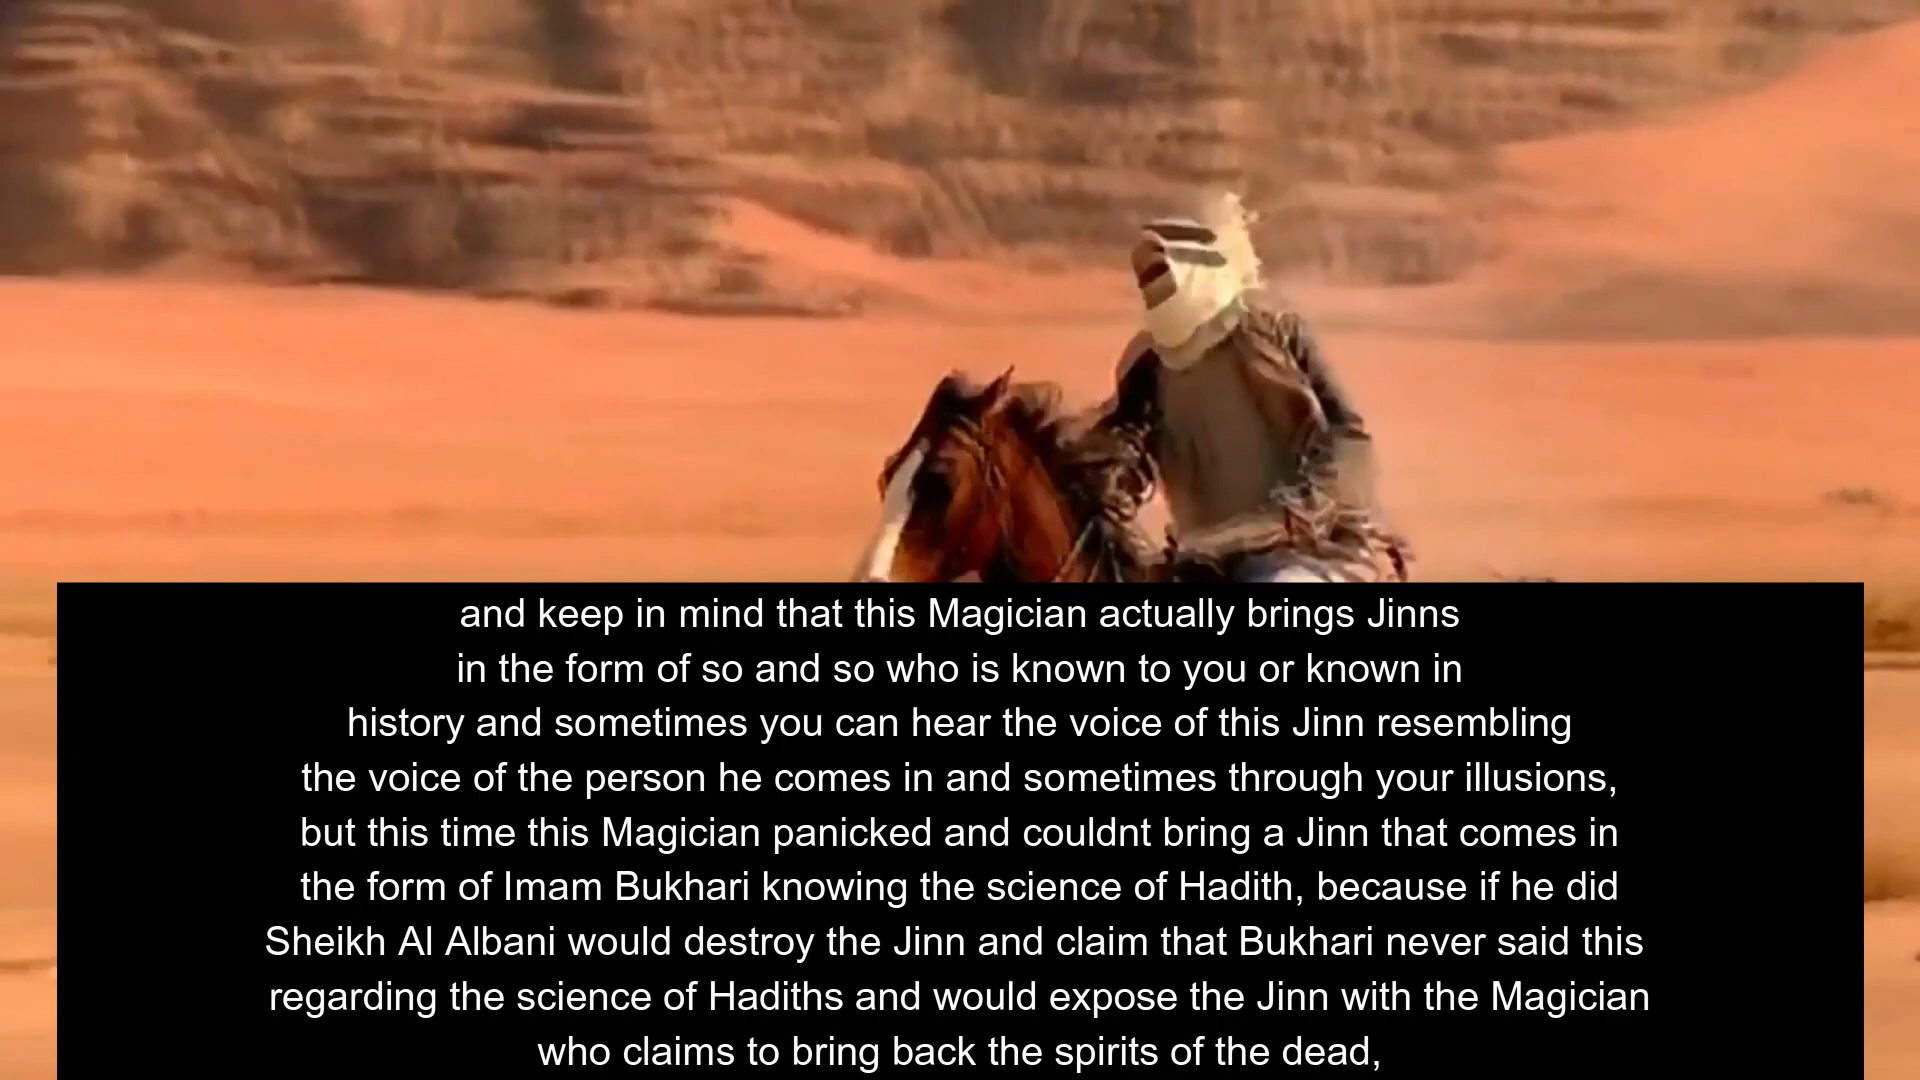 and keep in mind that this Magician actually brings Jinns
in the form of so and so who is known to you or known in
history and sometimes you can hear the voice of this Jinn resembling
the voice of the person he comes in and sometimes through your illusions,
but this time this Magician panicked and couldnt bring a Jinn that comes in
the form of Imam Bukhari knowing the science of Hadith, because if he did
Sheikh Al Albani would destroy the Jinn and claim that Bukhari never said this
regarding the science of Hadiths and would expose the Jinn with the Magician
who claims to bring back the spirits of the dead,